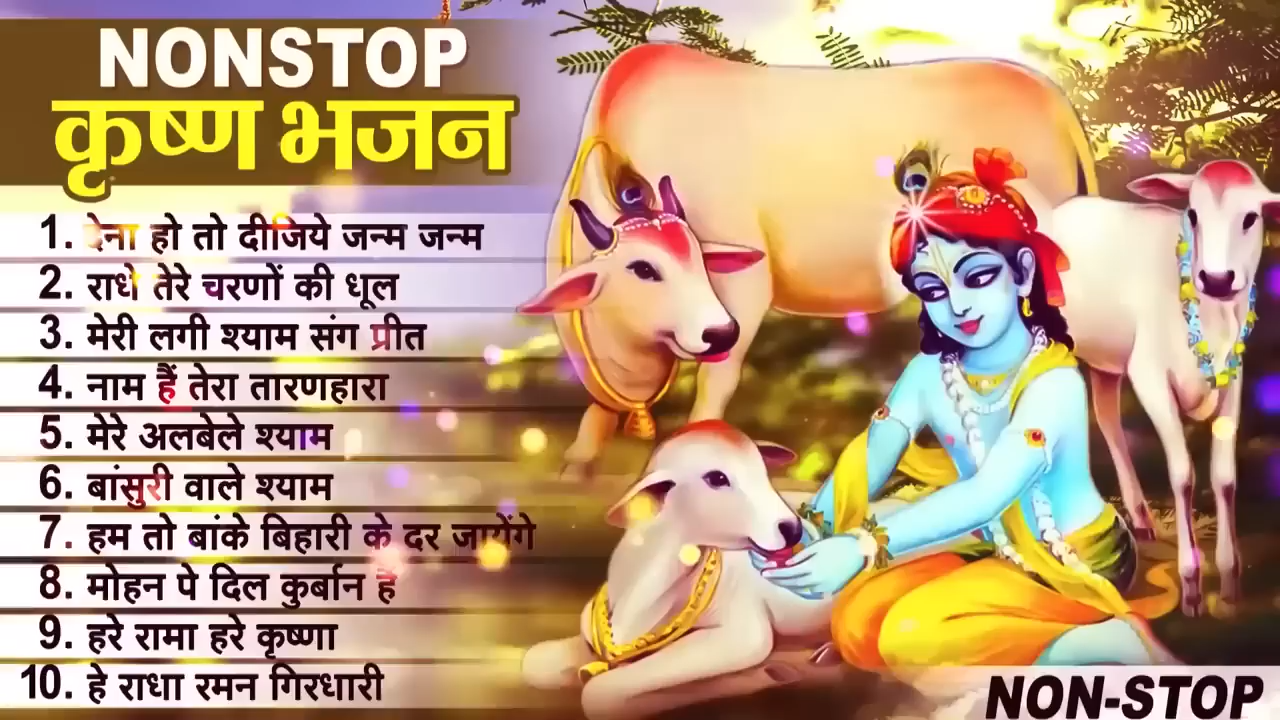 NONSTOP
कृष्ण भजन
1. देना हो तो दीजिये जन्म जन्म
2. राधे तेरे चरणों की धूल
3. मेरी लगी श्याम संग प्रीत
4. नाम हैं तेरा तारणहारा
5. मेरे अलबेले श्याम
6. बांसुरी वाले श्याम
7. हम तो बांके बिहारी के दर जायेंगे
8. मोहन पे दिल कुर्बान है
9. हरे रामा हरे कृष्णा
10. हे राधा रमन गिरधारी
NON-STOP